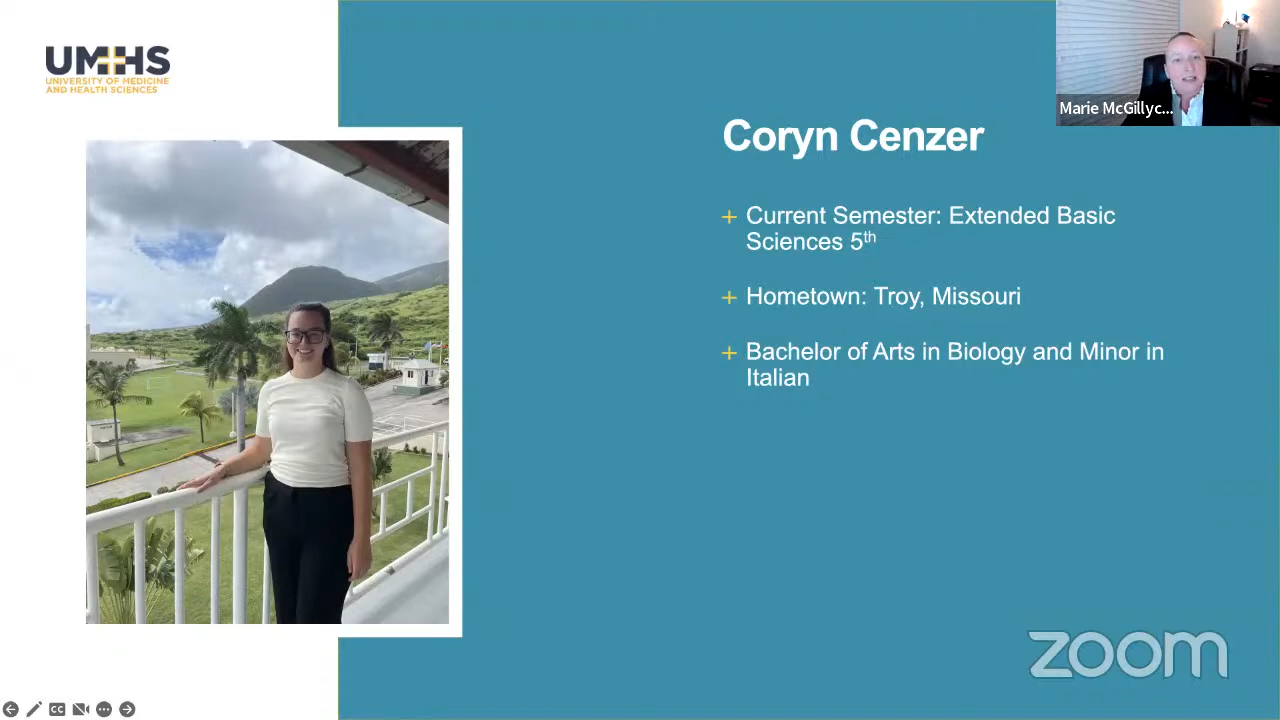 UMHS
UNIVERSITY OF MEDICINE
AND HEALTH SCIENCES
Marie McGillyc...
Coryn Cenzer
+ Current Semester: Extended Basic
Sciences 5th
+ Hometown: Troy, Missouri
+ Bachelor of Arts in Biology and Minor in
Italian
zoom
CC